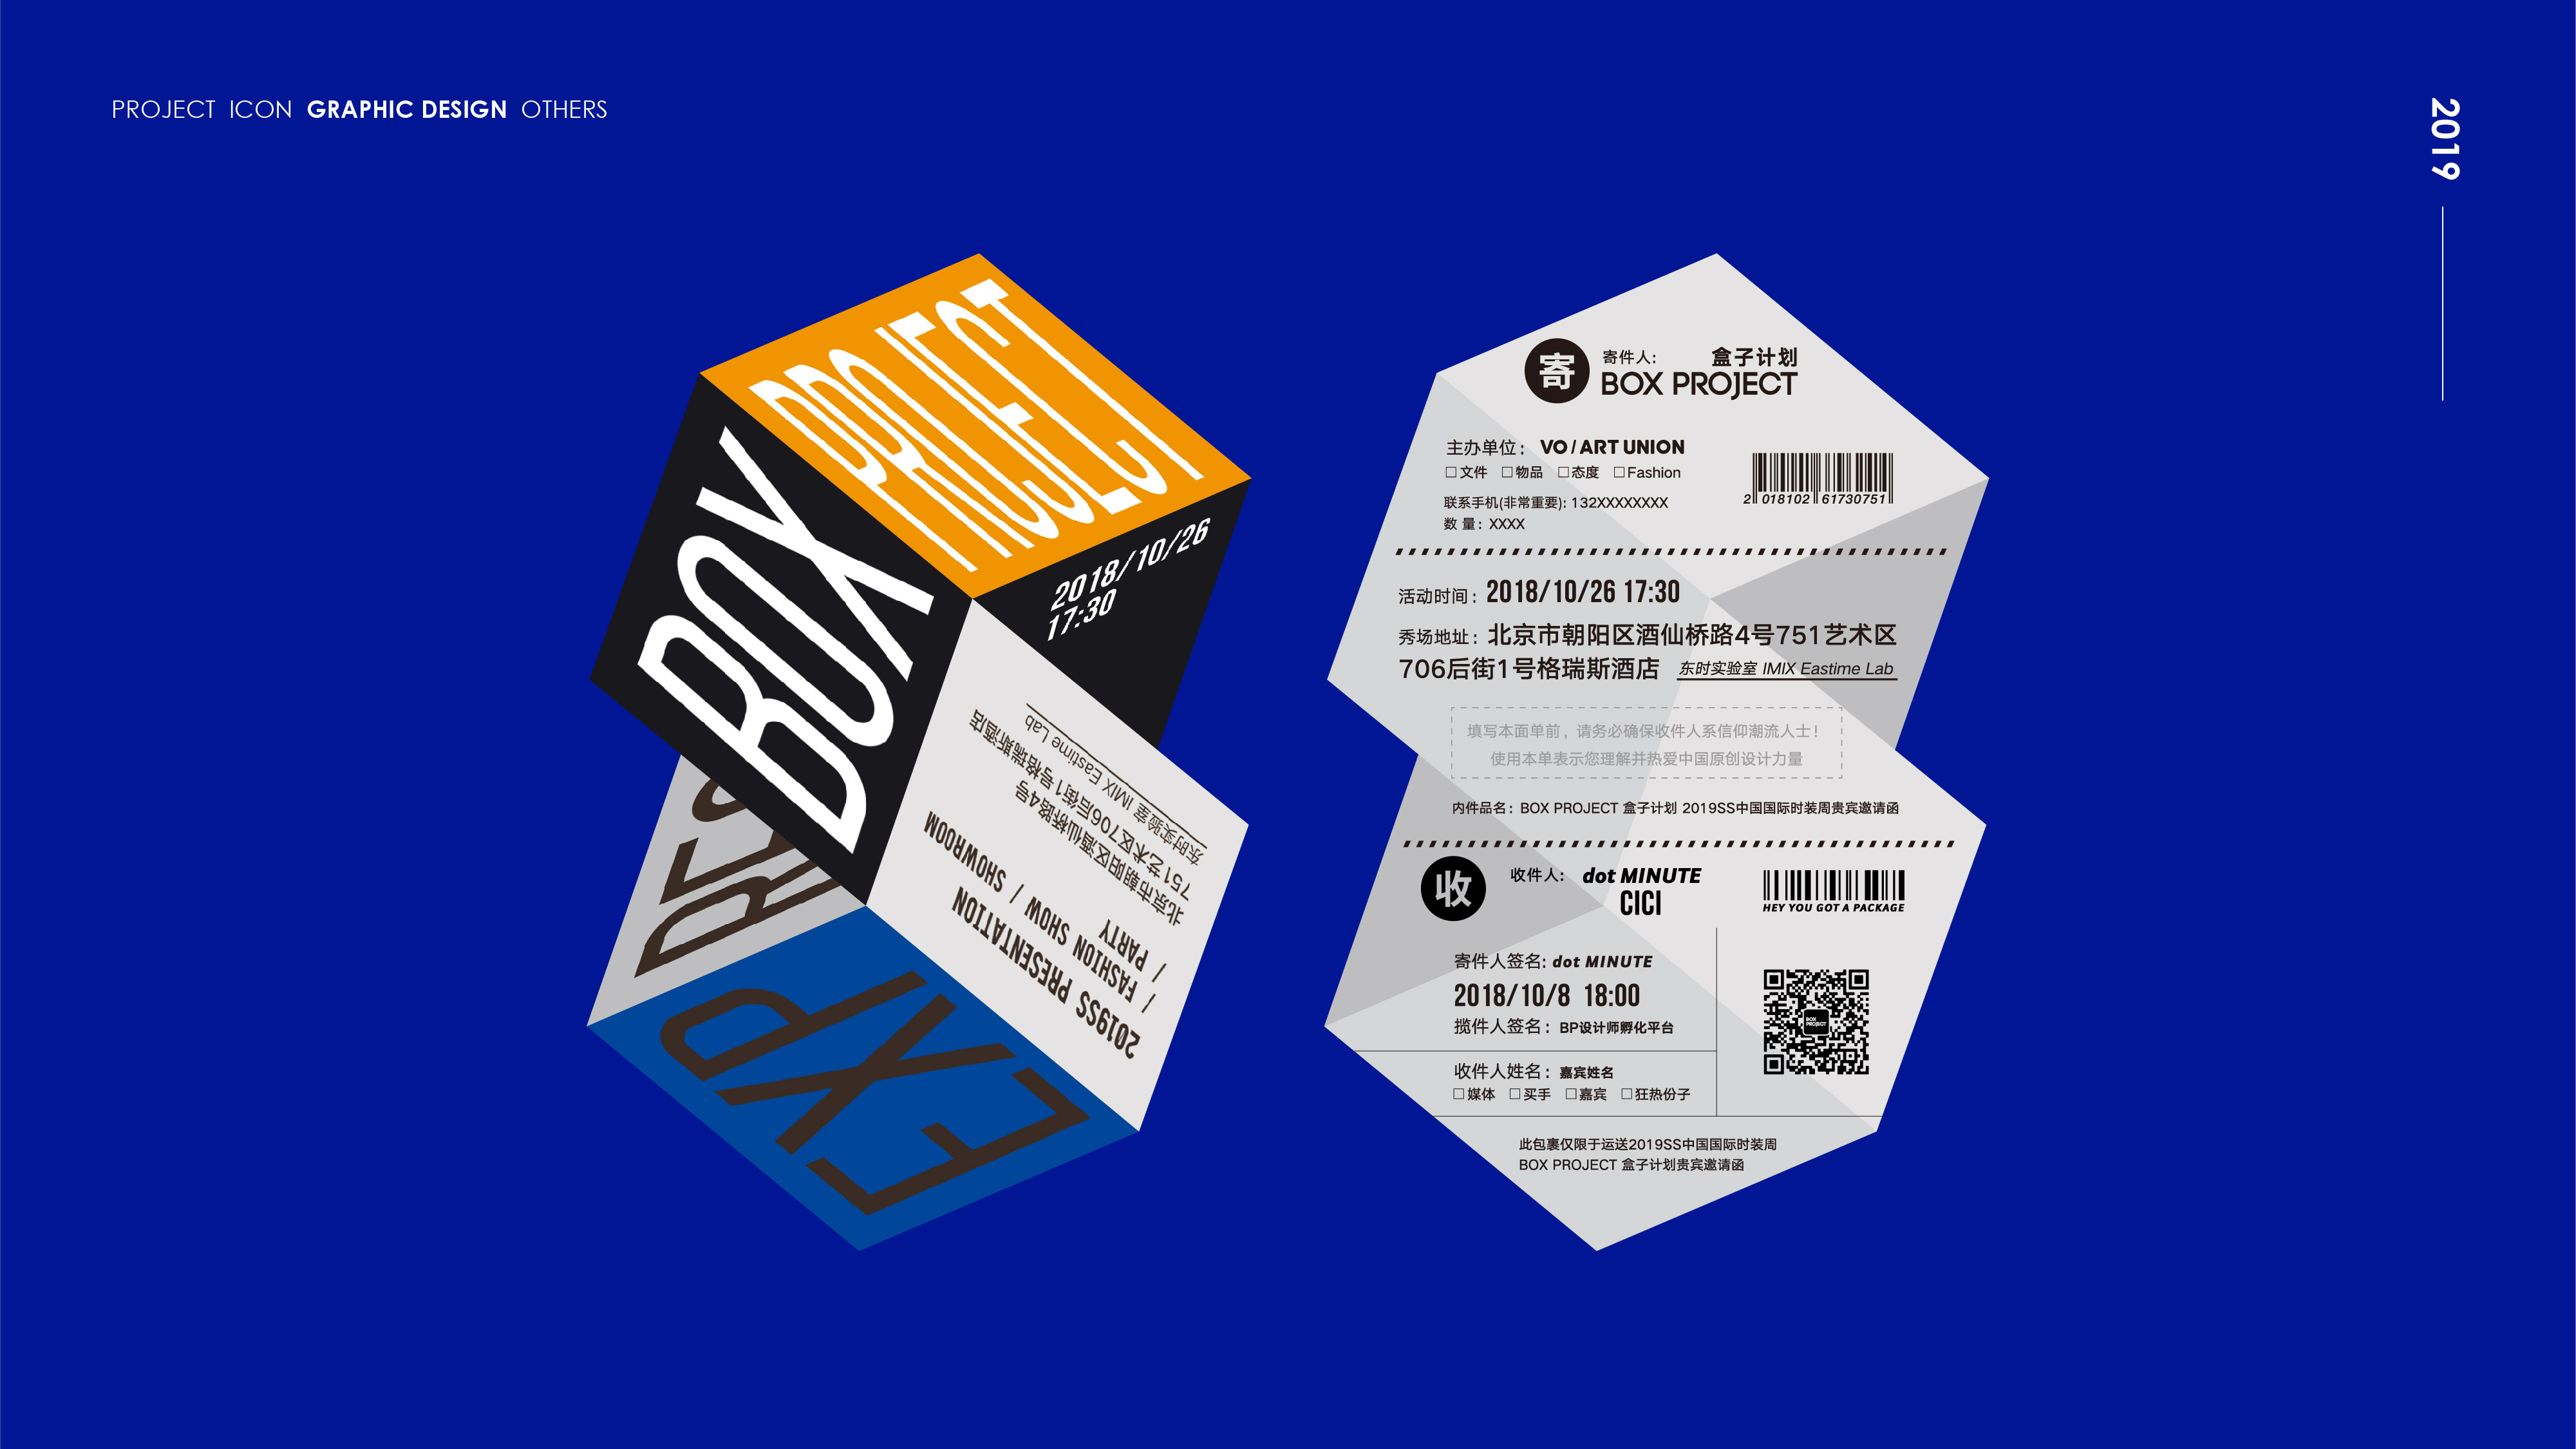 PROJECT ICON GRAPHIC DESIGN OTHERS
2019
PROJECT
BOX
2018/10/26
17:30
2019SS PRESENTATION
/ FASHION SHOW / SHOWROOM
/ PARTY
北京市朝阳区酒仙桥路4号
751艺术区706后街1号格瑞斯酒店
东时实验室 IMIX Eastime Lab
EXP
RES
寄
寄件人: 盒子计划
BOX PROJECT
主办单位: VO / ART UNION
□文件 □物品 □态度 □Fashion
联系手机(非常重要): 132XXXXXXXX
数 量: XXXX
2 018102 61730751
活动时间: 2018/10/26 17:30
秀场地址: 北京市朝阳区酒仙桥路4号751艺术区
706后街1号格瑞斯酒店 东时实验室 IMIX Eastime Lab
填写本面单前，请务必确保收件人系信仰潮流人士！
使用本单表示您理解并热爱中国原创设计力量
内件品名: BOX PROJECT 盒子计划 2019SS中国国际时装周贵宾邀请函
收
收件人: dot MINUTE
CICI
HEY YOU GOT A PACKAGE
寄件人签名: dot MINUTE
2018/10/8 18:00
揽件人签名: BP设计师孵化平台
BOX
PROJECT
收件人姓名: 嘉宾姓名
□媒体 □买手 □嘉宾 □狂热份子
此包裹仅限于运送2019SS中国国际时装周
BOX PROJECT 盒子计划贵宾邀请函